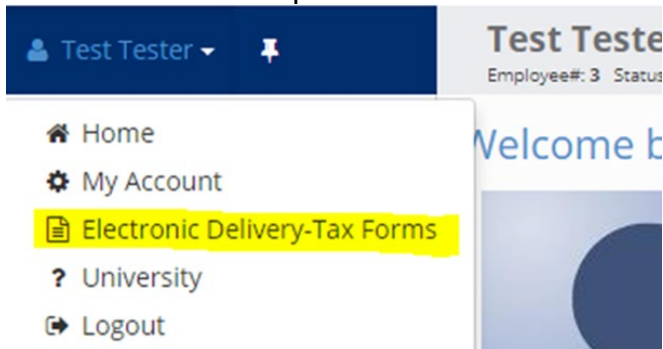 Test Tester
Test Teste
Employee#: 3 Status
Home
Welcome b
My Account
Electronic Delivery-Tax Forms
University
Logout